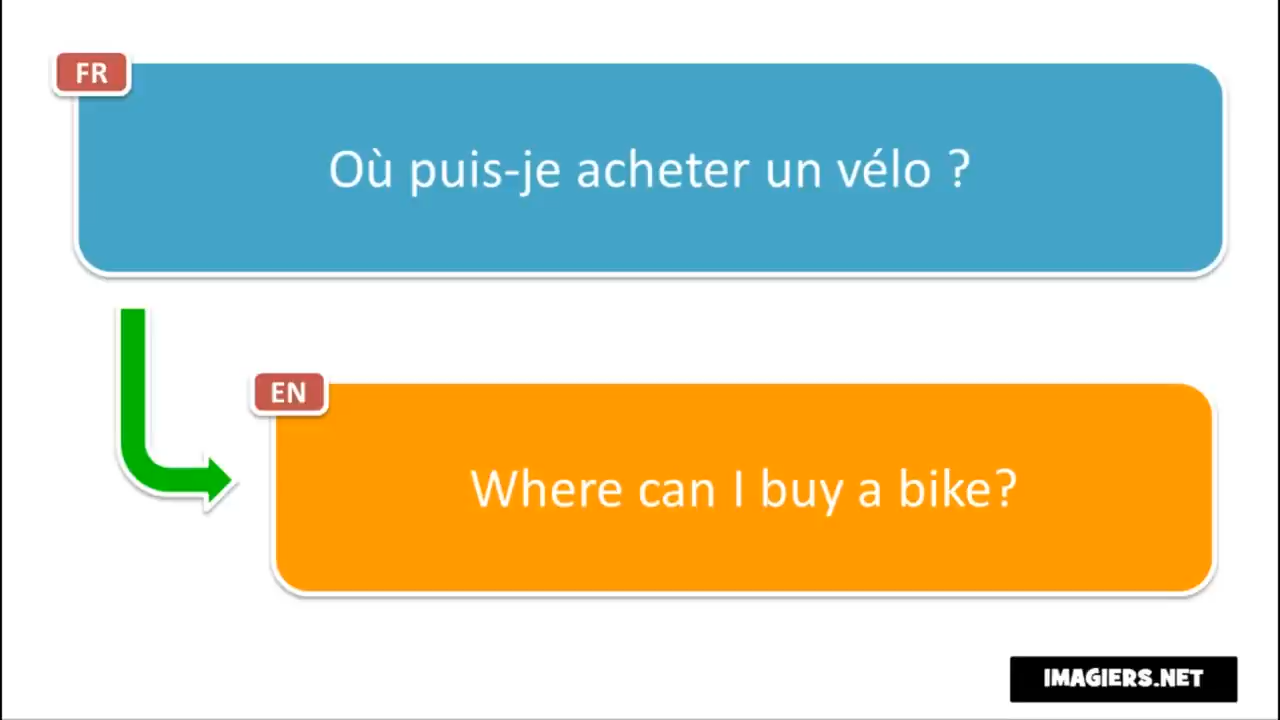 FR
Où puis-je acheter un vélo ?
EN
Where can I buy a bike?
IMAGIERS.NET